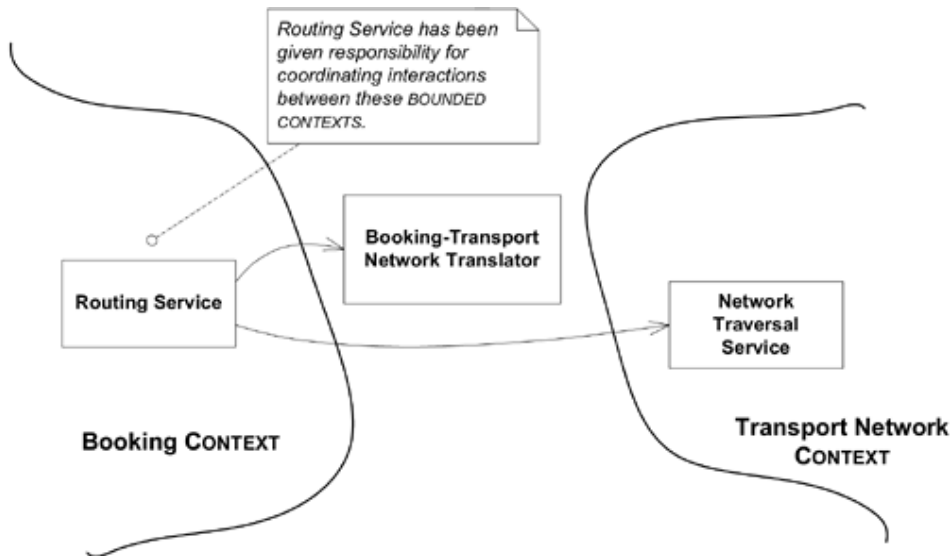 Routing Service has been
given responsibility for
coordinating interactions
between these BOUNDED
CONTEXTS.
Booking-Transport
Network Translator
Routing Service
Network
Traversal
Service
Booking CONTEXT
Transport Network
CONTEXT